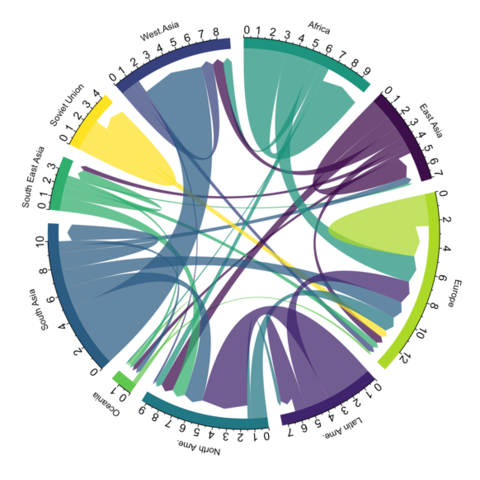 Africa
0 1 2 3 4 5 6 7 8 9
East Asia
0 1 2 3 4 5 6 7
Europe
0 2 4 6 8 10 12
Latin Ame.
0 1 2 3 4 5 6 7
North Ame.
0 1 2 3 4 5 6 7 8 9
Oceania
0 1
South Asia
0 2 4 6 8 10
South East Asia
0 1 2 3
Soviet Union
0 1 2 3 4
West Asia
0 1 2 3 4 5 6 7 8